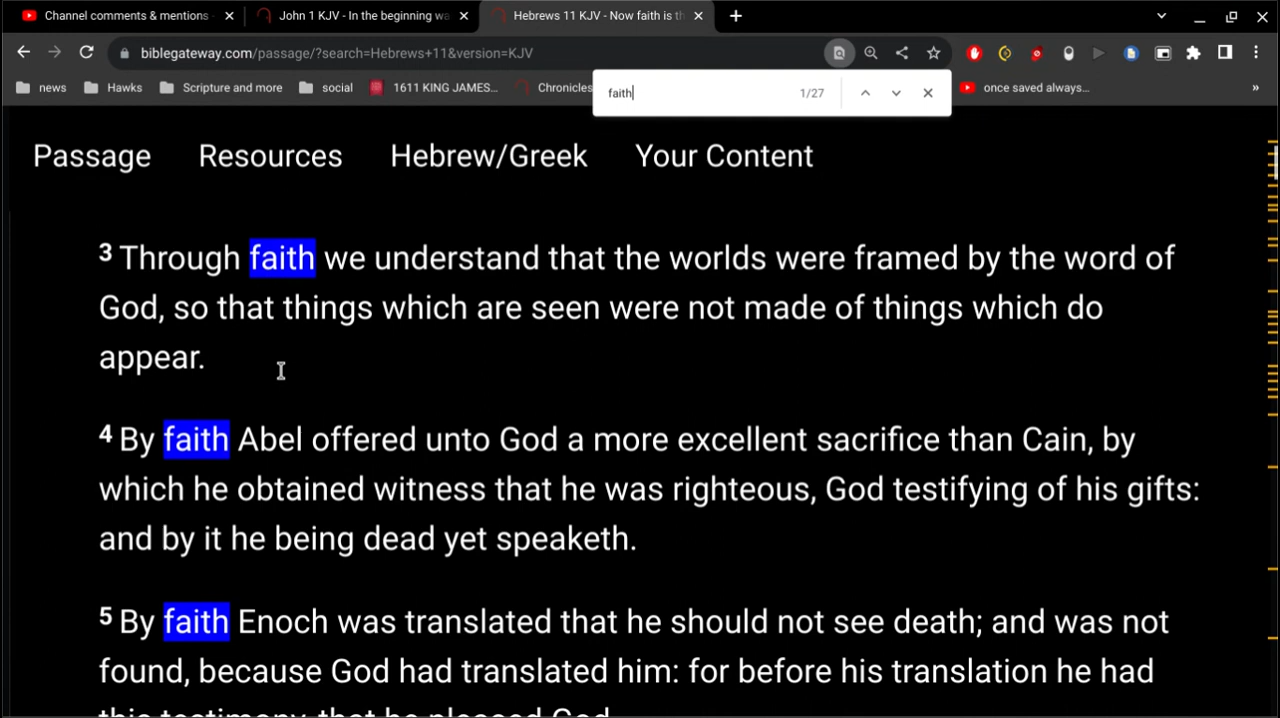 Channel comments & mentions
John 1 KJV - In the beginning wa
Hebrews 11 KJV - Now faith is th
biblegateway.com/passage/?search=Hebrews+11&version=KJV
news Hawks Scripture and more social 1611 KING JAMES... Chronicles once saved always... »
faith 1/27
Passage Resources Hebrew/Greek Your Content
3 Through faith we understand that the worlds were framed by the word of
God, so that things which are seen were not made of things which do
appear.
4 By faith Abel offered unto God a more excellent sacrifice than Cain, by
which he obtained witness that he was righteous, God testifying of his gifts:
and by it he being dead yet speaketh.
5 By faith Enoch was translated that he should not see death; and was not
found, because God had translated him: for before his translation he had
this testimony, that he pleased God.